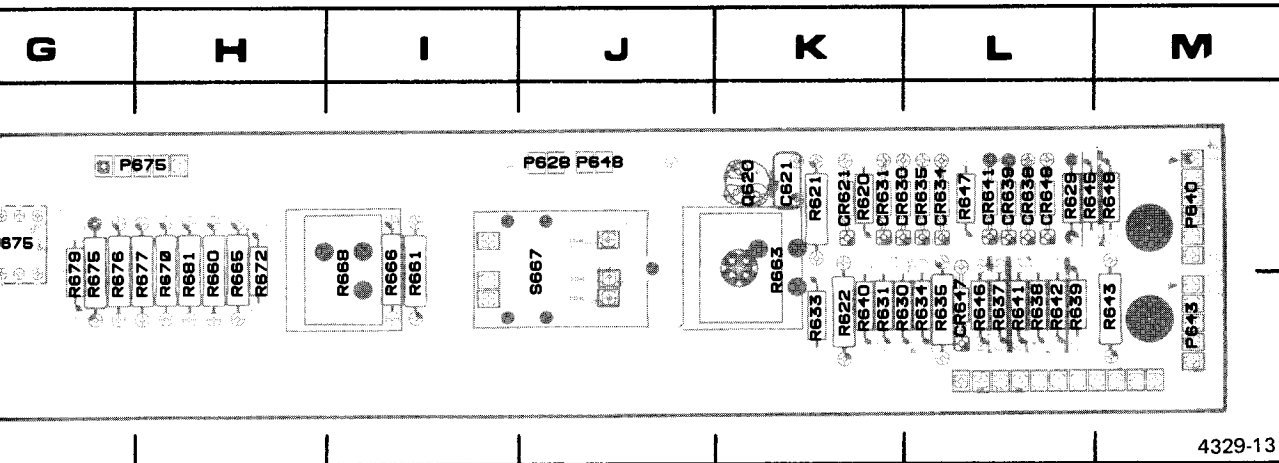 G H I J K L M
P675 P628 P648
Q620 C621 R621 CR621 R620 CR631 CR630 CR635 CR634 R647 CR641 CR639 CR638 CR648 R629 R645 R648 P640
675
R679 R675 R676 R677 R670 R681 R660 R665 R672 R668 R666 R661 S667 R663
R633 R622 R640 R631 R630 R634 R635 CR647 R646 R637 R641 R638 R642 R639 R643 P643
4329-13